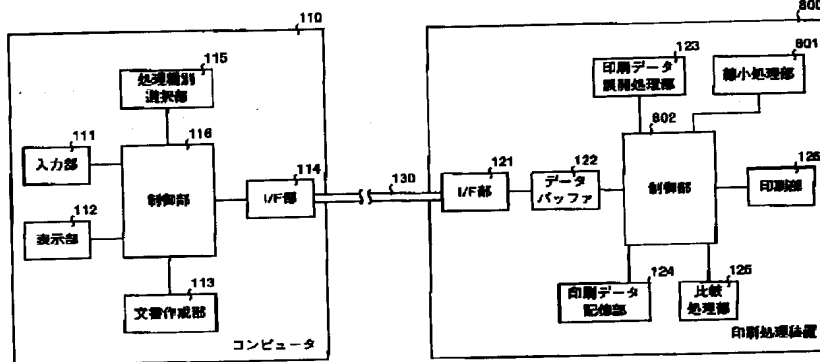 110
115
処理種別
選択部
111
入力部
116
制御部
114
I/F部
112
表示部
113
文書作成部
コンピュータ
130
800
123
印刷データ
展開処理部
801
縮小処理部
802
制御部
121
I/F部
122
データ
バッファ
126
印刷部
124
印刷データ
記憶部
125
比較
処理部
印刷処理装置